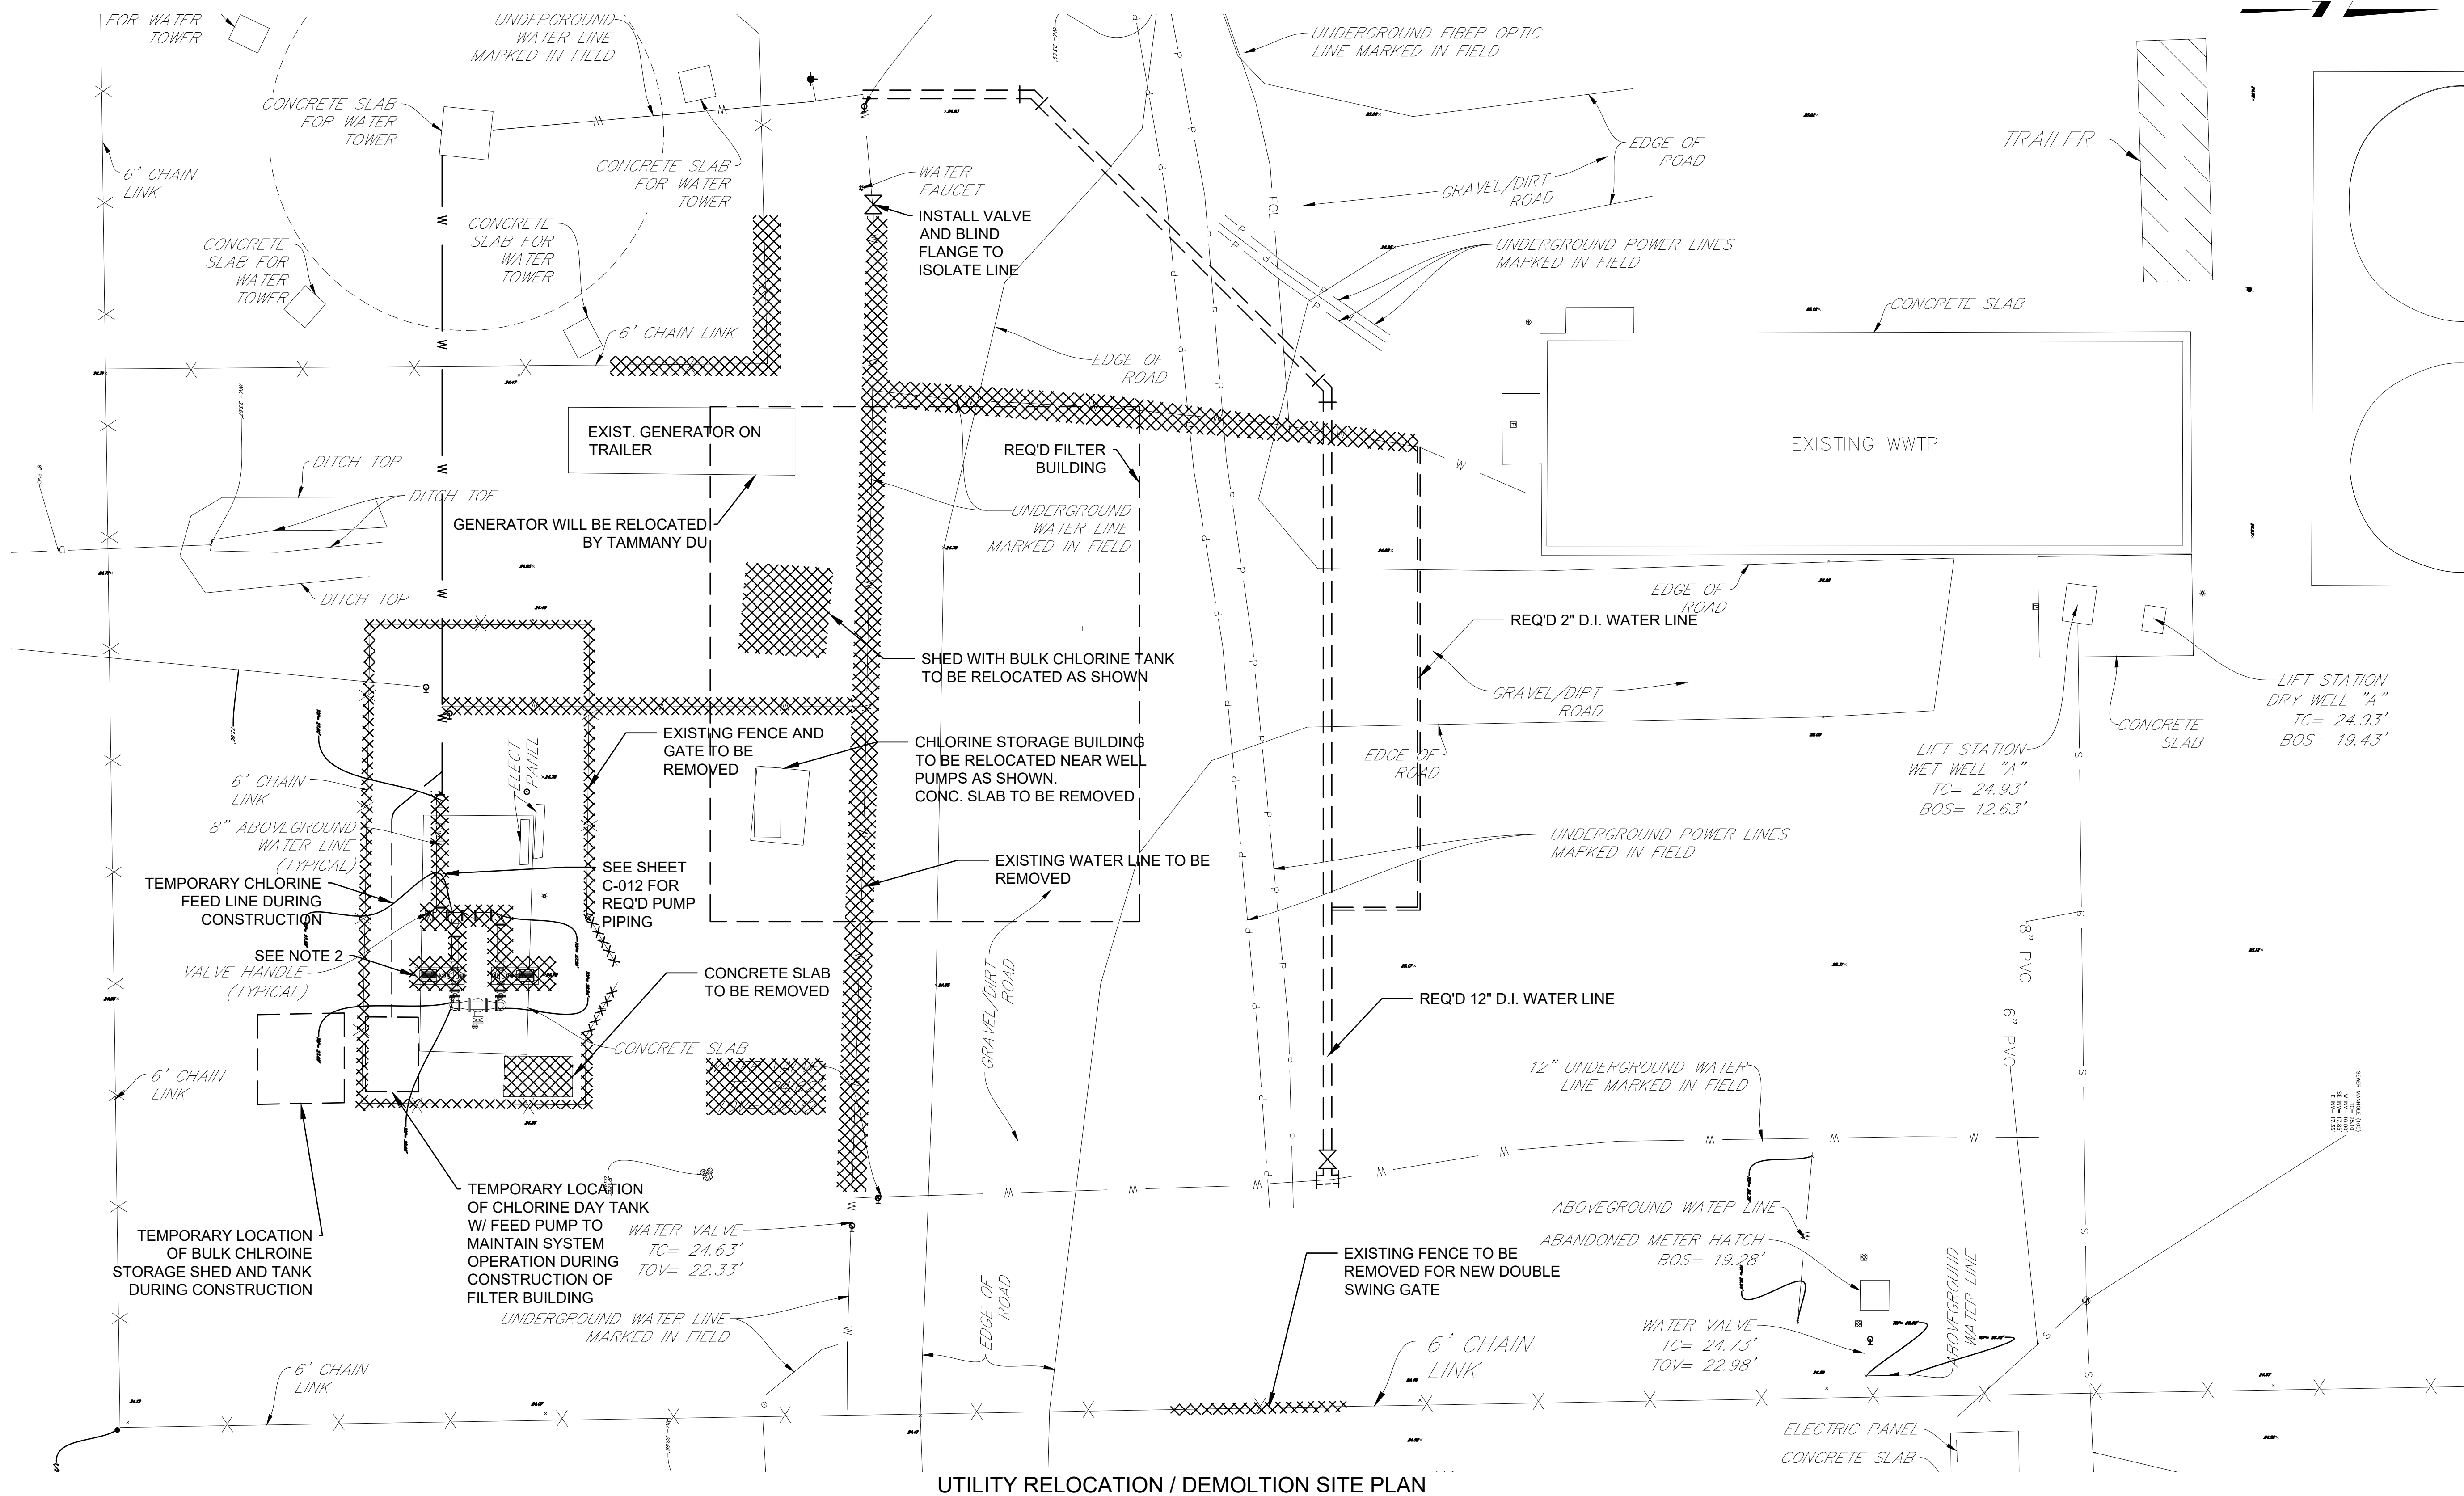 FOR WATER
TOWER
UNDERGROUND
WATER LINE
MARKED IN FIELD
UNDERGROUND FIBER OPTIC
LINE MARKED IN FIELD
CONCRETE SLAB
FOR WATER
TOWER
6' CHAIN
LINK
CONCRETE SLAB
FOR WATER
TOWER
WATER
FAUCET
INSTALL VALVE
AND BLIND
FLANGE TO
ISOLATE LINE
EDGE OF
ROAD
GRAVEL/DIRT
ROAD
TRAILER
FOL
CONCRETE
SLAB FOR
WATER
TOWER
CONCRETE
SLAB FOR
WATER
TOWER
UNDERGROUND POWER LINES
MARKED IN FIELD
CONCRETE SLAB
6' CHAIN LINK
EDGE OF
ROAD
EXIST. GENERATOR ON
TRAILER
REQ'D FILTER
BUILDING
EXISTING WWTP
DITCH TOP
DITCH TOE
GENERATOR WILL BE RELOCATED
BY TAMMANY DU
UNDERGROUND
WATER LINE
MARKED IN FIELD
8" PVC
DITCH TOP
EDGE OF
ROAD
REQ'D 2" D.I. WATER LINE
SHED WITH BULK CHLORINE TANK
TO BE RELOCATED AS SHOWN
GRAVEL/DIRT
ROAD
LIFT STATION
DRY WELL "A"
TC= 24.93'
BOS= 19.43'
CONCRETE
SLAB
LIFT STATION
WET WELL "A"
TC= 24.93'
BOS= 12.63'
EXISTING FENCE AND
GATE TO BE
REMOVED
CHLORINE STORAGE BUILDING
TO BE RELOCATED NEAR WELL
PUMPS AS SHOWN.
CONC. SLAB TO BE REMOVED
EDGE OF
ROAD
ELECT
PANEL
6' CHAIN
LINK
8" ABOVEGROUND
WATER LINE
(TYPICAL)
UNDERGROUND POWER LINES
MARKED IN FIELD
TEMPORARY CHLORINE
FEED LINE DURING
CONSTRUCTION
SEE SHEET
C-012 FOR
REQ'D PUMP
PIPING
EXISTING WATER LINE TO BE
REMOVED
SEE NOTE 2
VALVE HANDLE
(TYPICAL)
CONCRETE SLAB
TO BE REMOVED
GRAVEL/DIRT
ROAD
REQ'D 12" D.I. WATER LINE
8" PVC
6" PVC
CONCRETE SLAB
6' CHAIN
LINK
12" UNDERGROUND WATER
LINE MARKED IN FIELD
SEWER MANHOLE (105)
TEMPORARY LOCATION
OF BULK CHLROINE
STORAGE SHED AND TANK
DURING CONSTRUCTION
TEMPORARY LOCATION
OF CHLORINE DAY TANK
W/ FEED PUMP TO
MAINTAIN SYSTEM
OPERATION DURING
CONSTRUCTION OF
FILTER BUILDING
WATER VALVE
TC= 24.63'
TOV= 22.33'
ABOVEGROUND WATER LINE
ABANDONED METER HATCH
BOS= 19.28'
EXISTING FENCE TO BE
REMOVED FOR NEW DOUBLE
SWING GATE
EDGE OF
ROAD
ABOVEGROUND
WATER LINE
UNDERGROUND WATER LINE
MARKED IN FIELD
WATER VALVE
TC= 24.73'
TOV= 22.98'
6' CHAIN
LINK
6' CHAIN
LINK
ELECTRIC PANEL
CONCRETE SLAB
UTILITY RELOCATION / DEMOLTION SITE PLAN